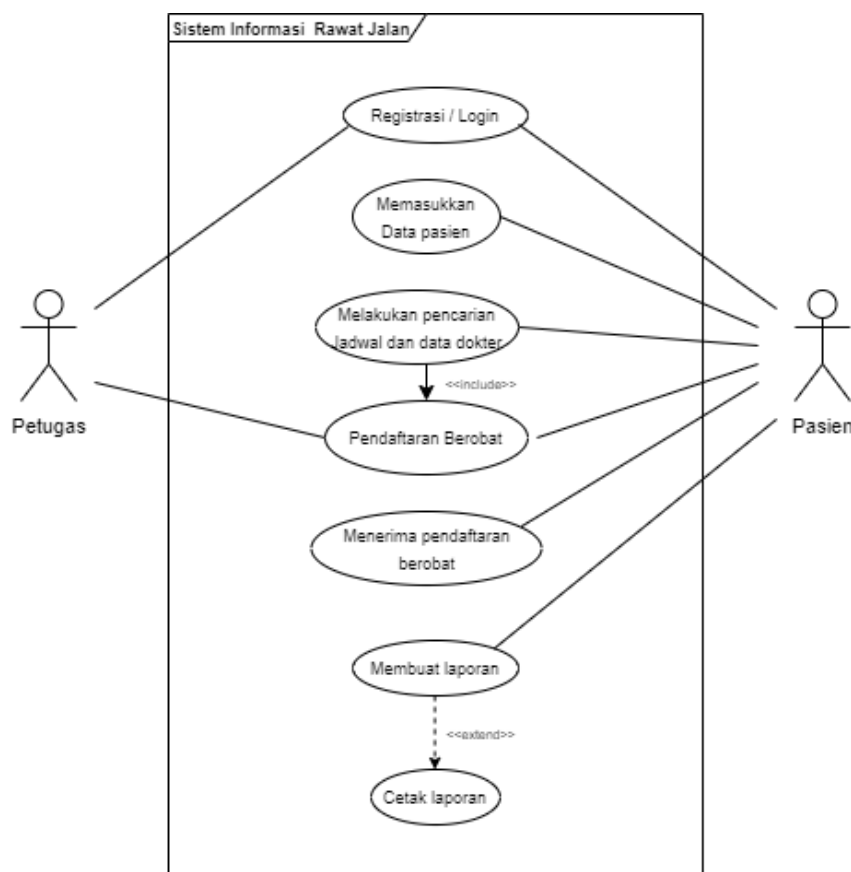 Sistem Informasi Rawat Jalan
Registrasi / Login
Memasukkan
Data pasien
Melakukan pencarian
Jadwal dan data dokter
<<include>>
Petugas
Pasien
Pendaftaran Berobat
Menerima pendaftaran
berobat
Membuat laporan
<<extend>>
Cetak laporan